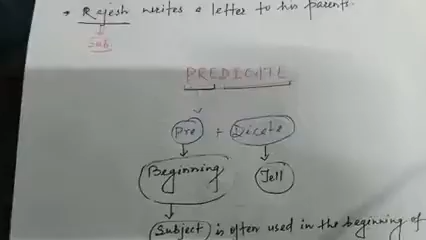 * Rajesh writes a letter to his parents.
Sub.
PREDICATE
Pre + Dicate
Beginning Tell
Subject is often used in the beginning of